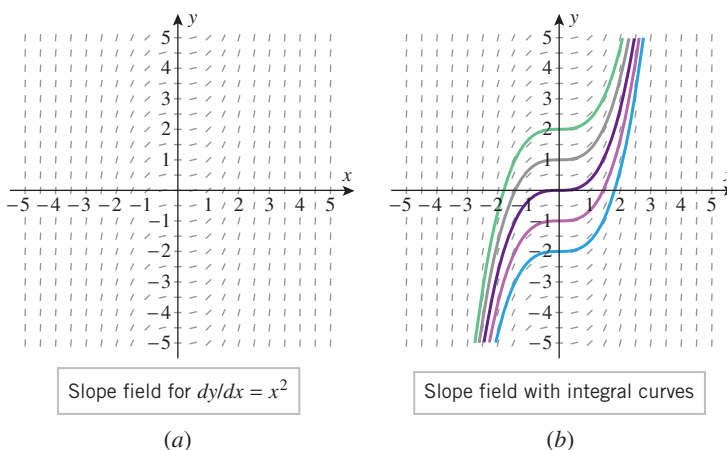 y
5
4
3
2
1
x
−5 −4 −3 −2 −1 1 2 3 4 5
−1
−2
−3
−4
−5
Slope field for dy/dx = x²
(a)
y
5
4
3
2
1
−5 −4 −3 −2 −1 1 2 3 4 5
−1
−2
−3
−4
−5
Slope field with integral curves
(b)